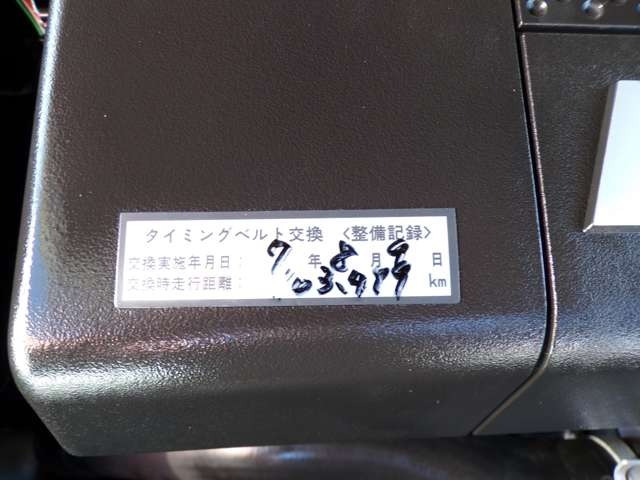 タイミングベルト交換 〈整備記録〉
交換実施年月日： 7 年 月 日
交換時走行距離： km